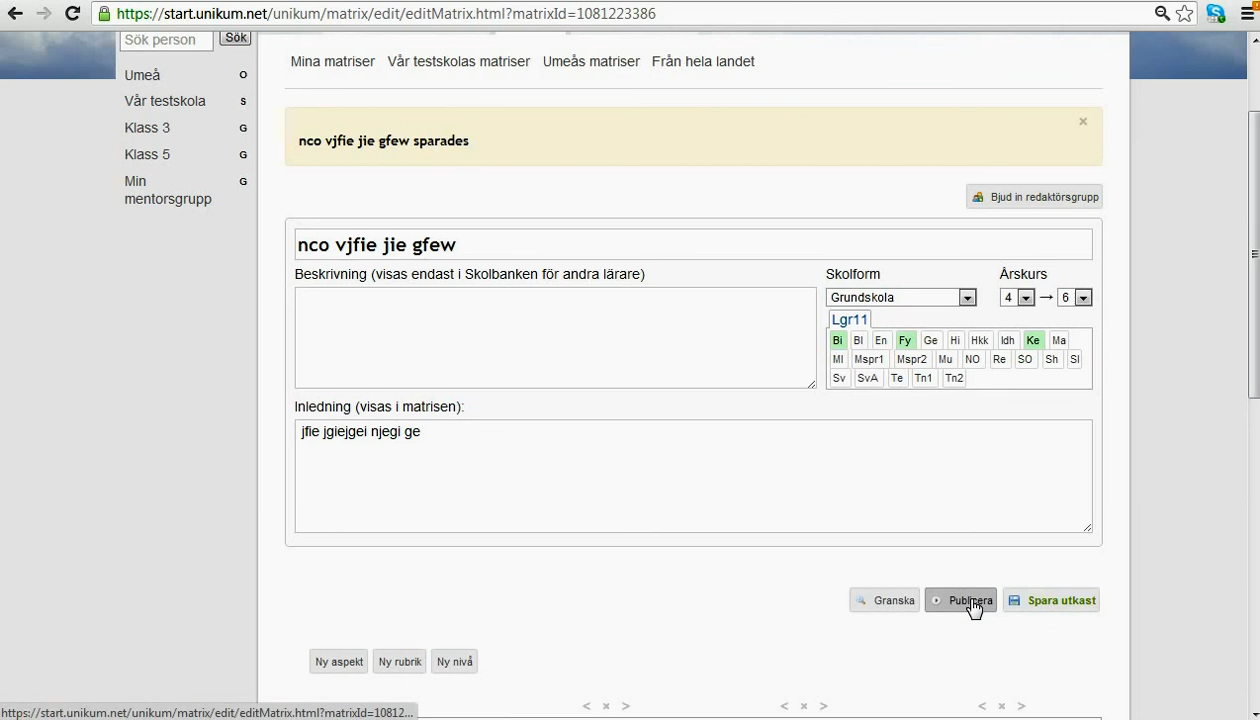 https://start.unikum.net/unikum/matrix/edit/editMatrix.html?matrixId=1081223386
Sök person Sök
Umeå O
Vår testskola S
Klass 3 G
Klass 5 G
Min mentorsgrupp G
Mina matriser Vår testskolas matriser Umeås matriser Från hela landet
nco vjfie jie gfew sparades ×
Bjud in redaktörsgrupp
nco vjfie jie gfew
Beskrivning (visas endast i Skolbanken för andra lärare) Skolform Årskurs
Grundskola 4 → 6
Lgr11
Bi Bl En Fy Ge Hi Hkk Idh Ke Ma
Ml Mspr1 Mspr2 Mu NO Re SO Sh Sl
Sv SvA Te Tn1 Tn2
Inledning (visas i matrisen):
jfie jgiejgei njegi ge
Granska Publicera Spara utkast
Ny aspekt Ny rubrik Ny nivå
< × > < × > < × >
https://start.unikum.net/unikum/matrix/edit/editMatrix.html?matrixId=10812...